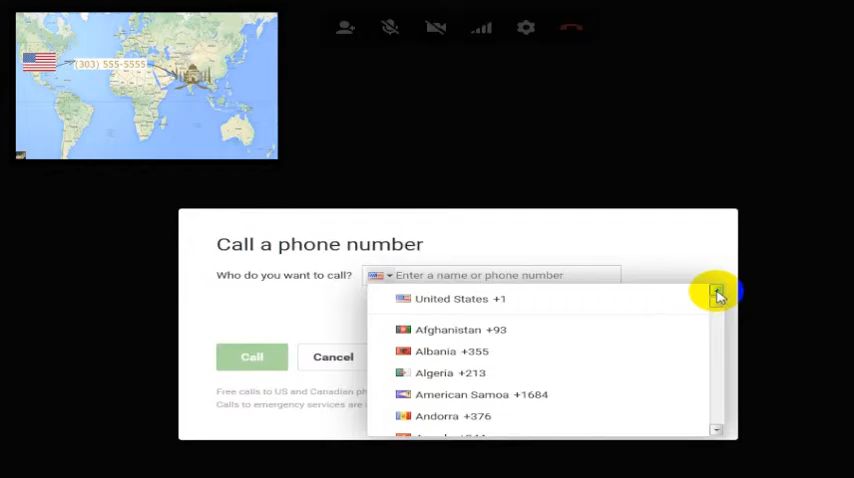 (303) 555-5555
Call a phone number
Who do you want to call? Enter a name or phone number
United States +1
Afghanistan +93
Albania +355
Algeria +213
American Samoa +1684
Andorra +376
Call Cancel
Free calls to US and Canadian ph
Calls to emergency services are